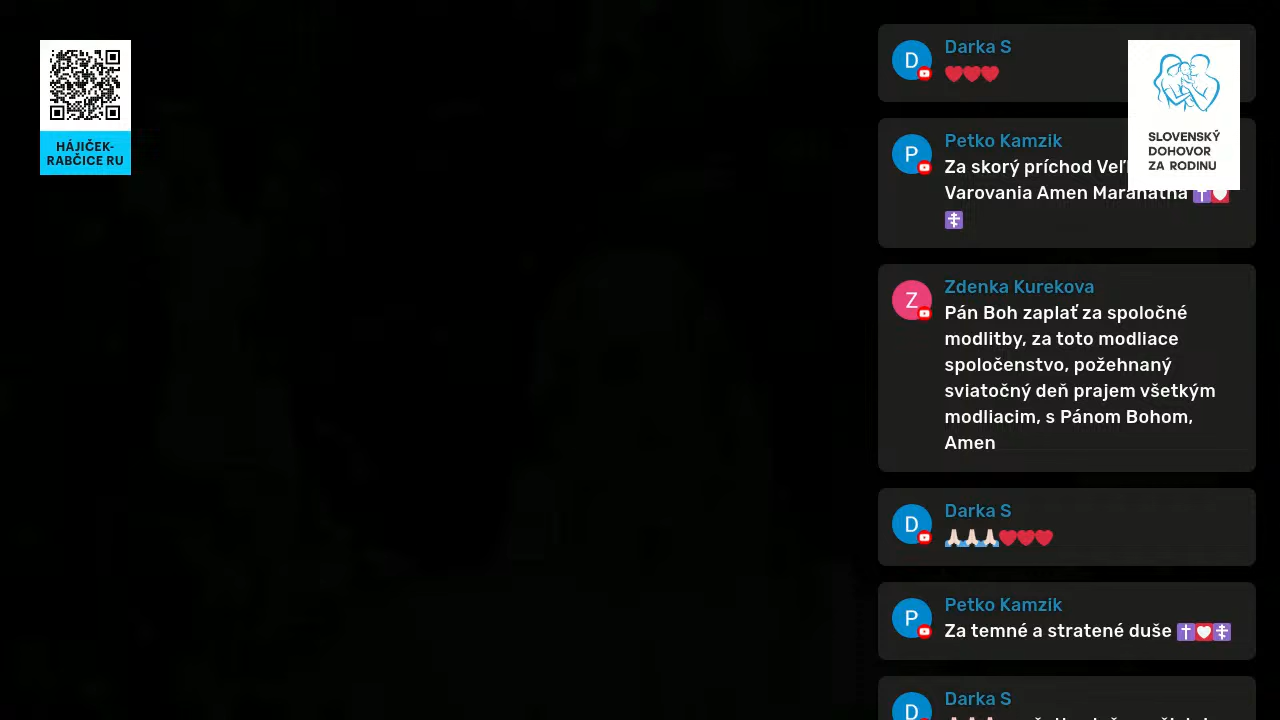 HÁJIČEK-
RABČICE RU
Darka S
❤️❤️❤️
SLOVENSKÝ
DOHOVOR
ZA RODINU
Petko Kamzik
Za skorý príchod
Varovania Amen Maranatha ✝️💟
☦️
Zdenka Kurekova
Pán Boh zaplať za spoločné
modlitby, za toto modliace
spoločenstvo, požehnaný
sviatočný deň prajem všetkým
modliacim, s Pánom Bohom,
Amen
Darka S
🙏🏻🙏🏻🙏🏻❤️❤️❤️
Petko Kamzik
Za temné a stratené duše ✝️💟☦️
Darka S